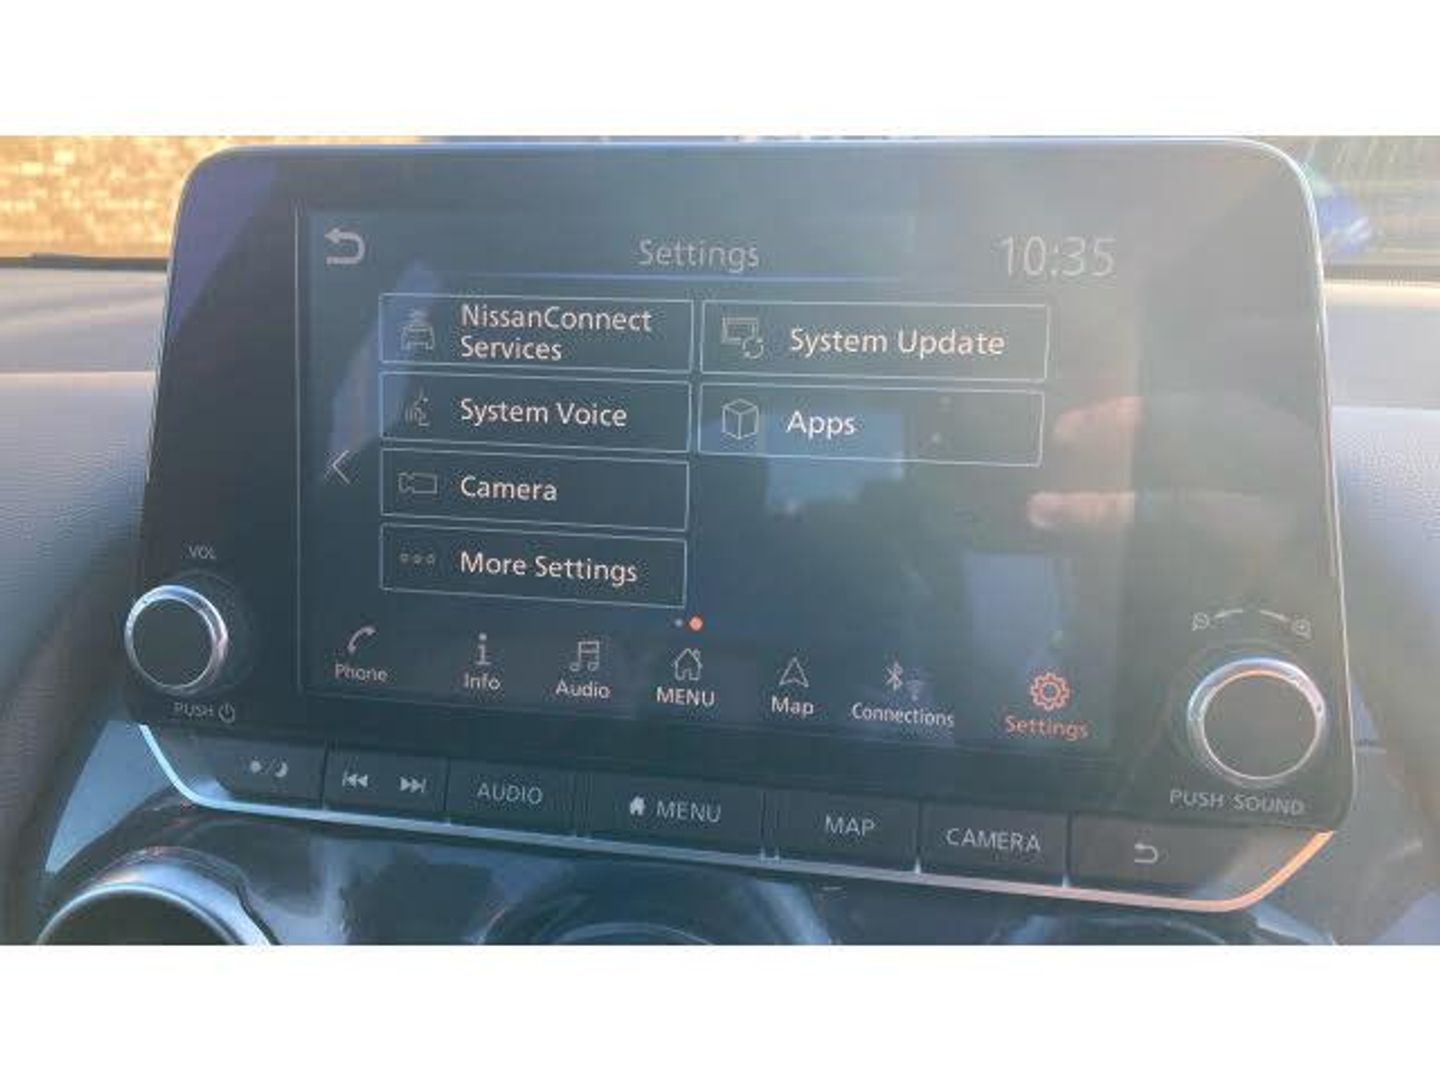 Settings
10:35
NissanConnect
Services
System Update
System Voice
Apps
Camera
More Settings
Phone
Info
Audio
MENU
Map
Connections
Settings
VOL
PUSH
AUDIO
MENU
MAP
CAMERA
PUSH SOUND